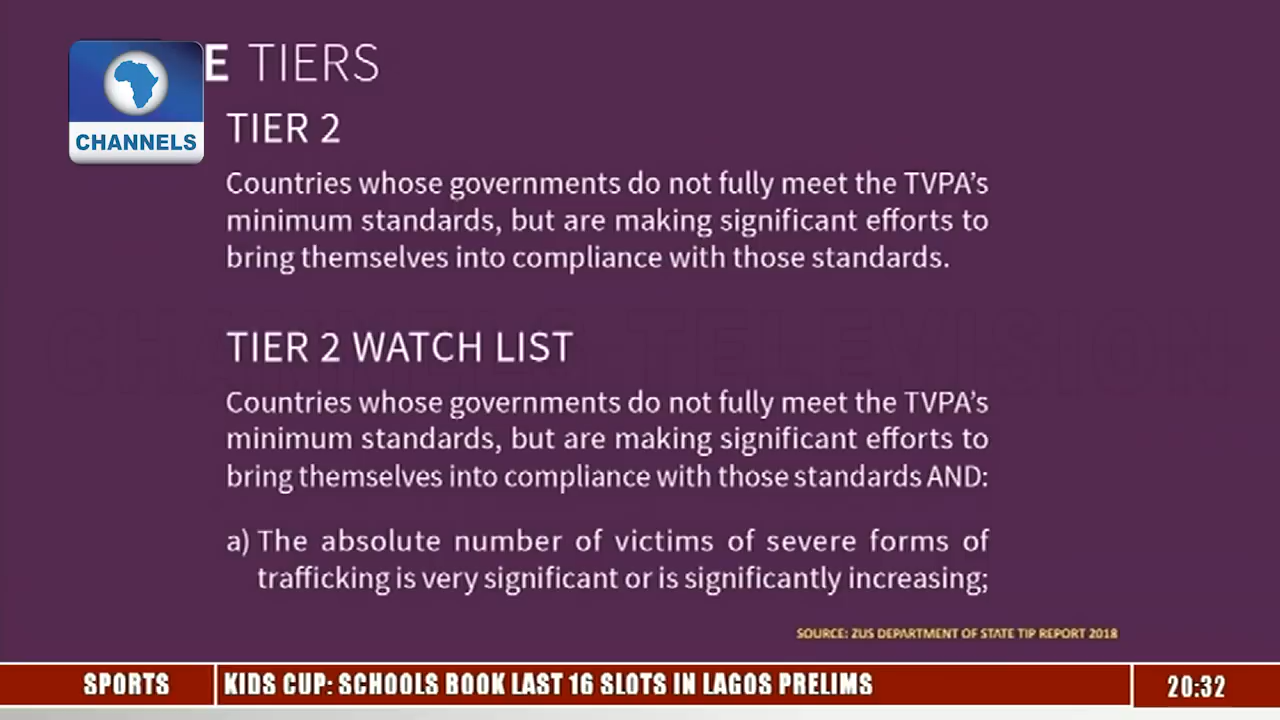 E TIERS
CHANNELS
TIER 2
Countries whose governments do not fully meet the TVPA's
minimum standards, but are making significant efforts to
bring themselves into compliance with those standards.
CHANNELS TELEVISION
TIER 2 WATCH LIST
Countries whose governments do not fully meet the TVPA's
minimum standards, but are making significant efforts to
bring themselves into compliance with those standards AND:
a) The absolute number of victims of severe forms of
trafficking is very significant or is significantly increasing;
SOURCE: ZUS DEPARTMENT OF STATE TIP REPORT 2018
SPORTS KIDS CUP: SCHOOLS BOOK LAST 16 SLOTS IN LAGOS PRELIMS 20:32